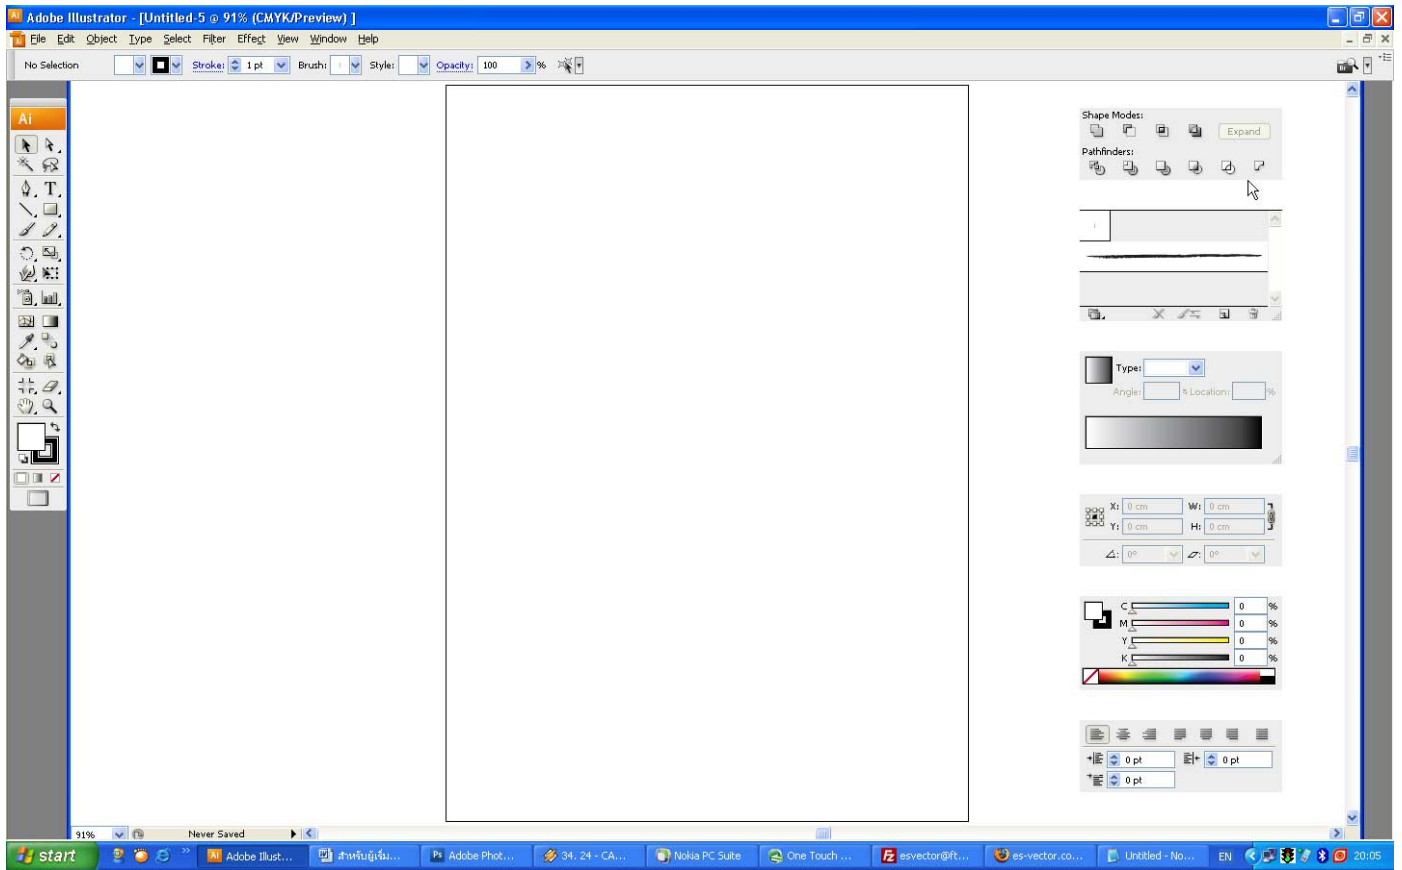 Adobe Illustrator - [Untitled-5 @ 91% (CMYK/Preview) ]
File Edit Object Type Select Filter Effect View Window Help
No Selection Stroke: 1 pt Brush: Style: Opacity: 100 %
Ai
T
Shape Modes:
Expand
Pathfinders:
Type:
Angle: Location: %
X: 0 cm W: 0 cm
Y: 0 cm H: 0 cm
0° 0°
C 0 %
M 0 %
Y 0 %
K 0 %
0 pt 0 pt
0 pt
91% Never Saved
start Adobe Illust... สำหรับผู้เริ่ม... Adobe Phot... 34. 24 - CA... Nokia PC Suite One Touch ... esvector@ft... es-vector.co... Untitled - No... EN 20:05